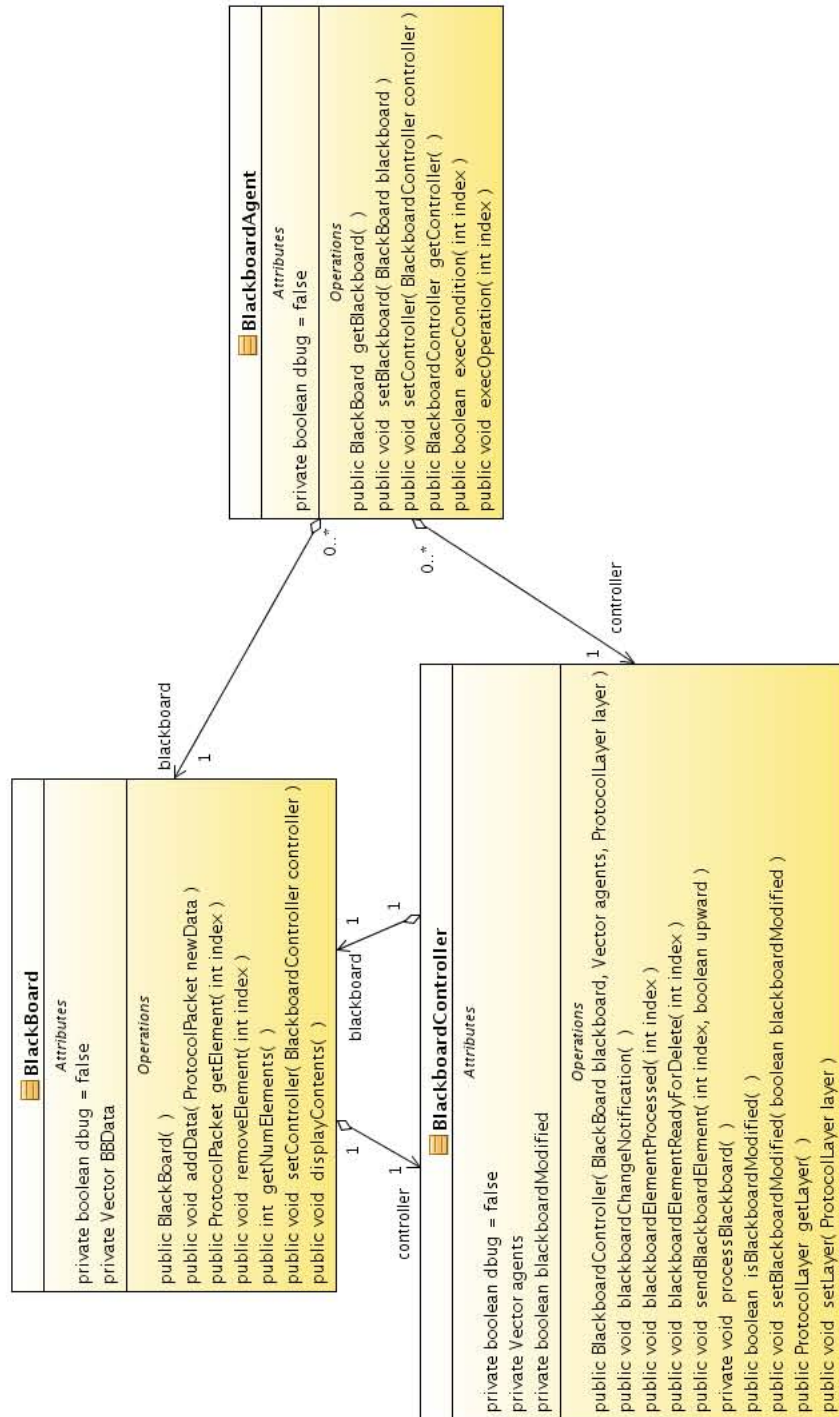 BlackBoard
Attributes
private boolean dbug = false
private Vector BBData
Operations
public BlackBoard( )
public void addData( ProtocolPacket newData )
public ProtocolPacket getElement( int index )
public void removeElement( int index )
public int getNumElements( )
public void setController( BlackboardController controller )
public void displayContents( )
blackboard
1
BlackboardAgent
Attributes
private boolean dbug = false
Operations
public BlackBoard getBlackboard( )
public void setBlackboard( BlackBoard blackboard )
public void setController( BlackboardController controller )
public BlackboardController getController( )
public boolean execCondition( int index )
public void execOperation( int index )
0..*
0..*
1
controller
1
controller
1
blackboard
1
1
BlackboardController
Attributes
private boolean dbug = false
private Vector agents
private boolean blackboardModified
Operations
public BlackboardController( BlackBoard blackboard, Vector agents, ProtocolLayer layer )
public void blackboardChangeNotification( )
public void blackboardElementProcessed( int index )
public void blackboardElementReadyForDelete( int index )
public void sendBlackboardElement( int index, boolean upward )
private void processBlackboard( )
public boolean isBlackboardModified( )
public void setBlackboardModified( boolean blackboardModified )
public ProtocolLayer getLayer( )
public void setLayer( ProtocolLayer layer )